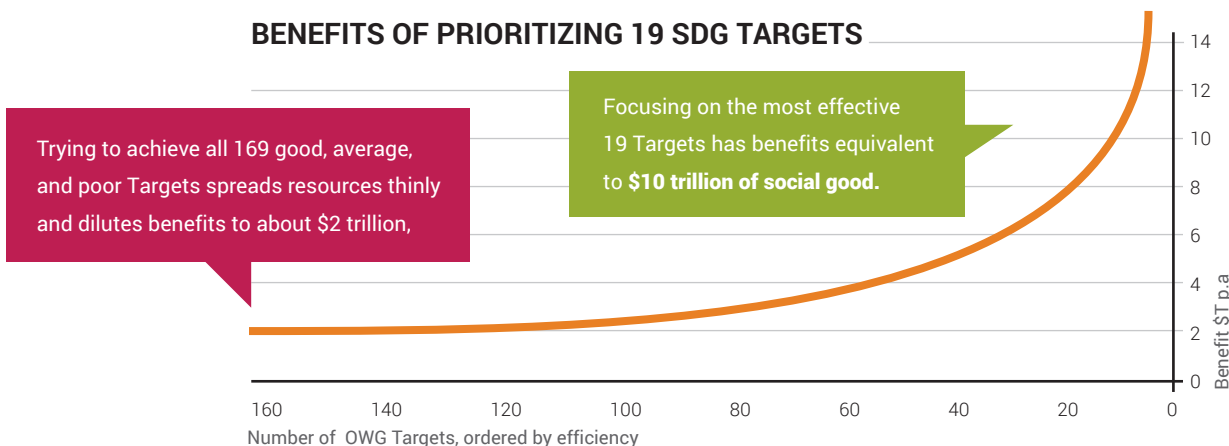 BENEFITS OF PRIORITIZING 19 SDG TARGETS
Trying to achieve all 169 good, average,
and poor Targets spreads resources thinly
and dilutes benefits to about $2 trillion,
Focusing on the most effective
19 Targets has benefits equivalent
to $10 trillion of social good.
14
12
10
8
6
4
2
0
Benefit $T p.a
160 140 120 100 80 60 40 20 0
Number of OWG Targets, ordered by efficiency